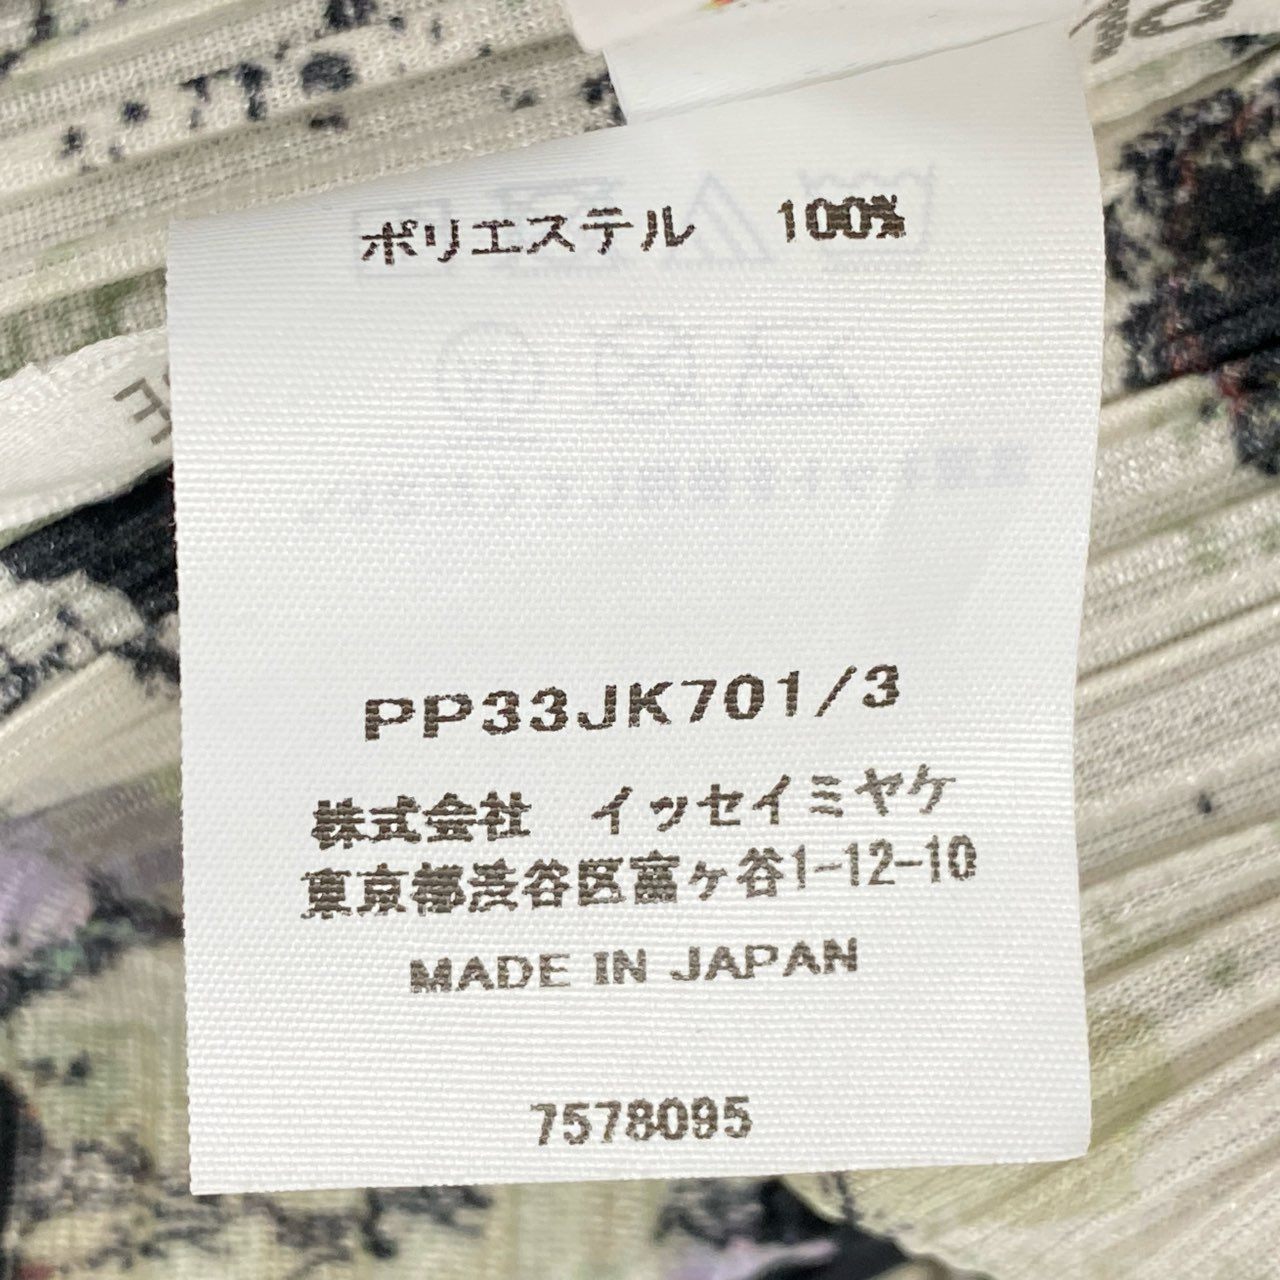 ポリエステル 100%
PP33JK701/3
株式会社 イッセイミヤケ
東京都渋谷区富ヶ谷1-12-10
MADE IN JAPAN
7578095